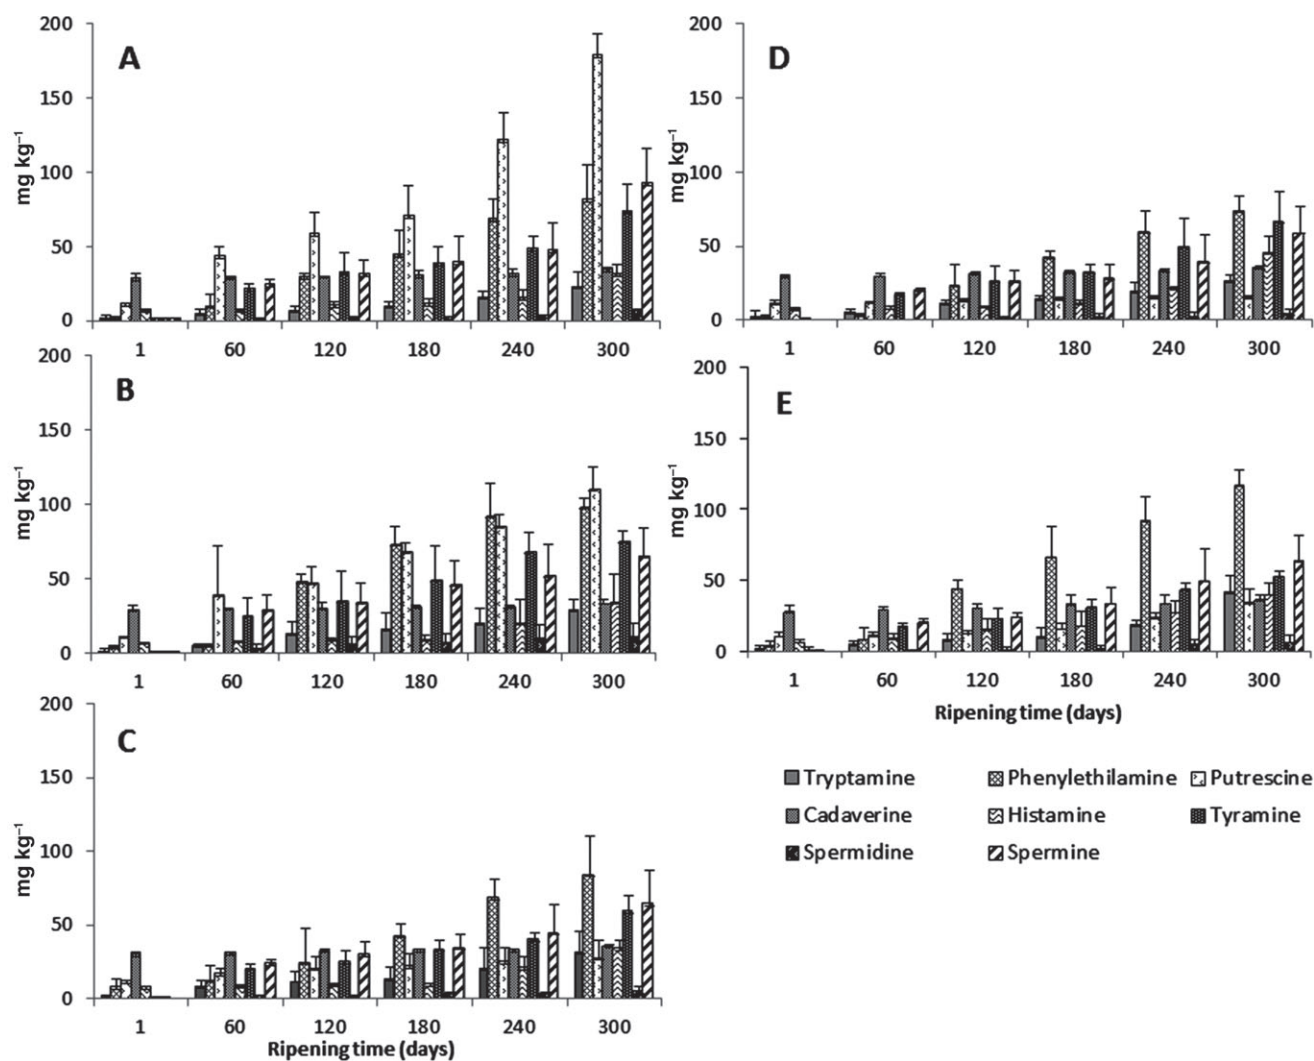 A
200
150
100
50
0
mg kg⁻¹
1 60 120 180 240 300
B
200
150
100
50
0
mg kg⁻¹
1 60 120 180 240 300
C
200
150
100
50
0
mg kg⁻¹
1 60 120 180 240 300
Ripening time (days)
D
200
150
100
50
0
mg kg⁻¹
1 60 120 180 240 300
E
200
150
100
50
0
mg kg⁻¹
1 60 120 180 240 300
Ripening time (days)
Tryptamine Phenylethilamine Putrescine
Cadaverine Histamine Tyramine
Spermidine Spermine